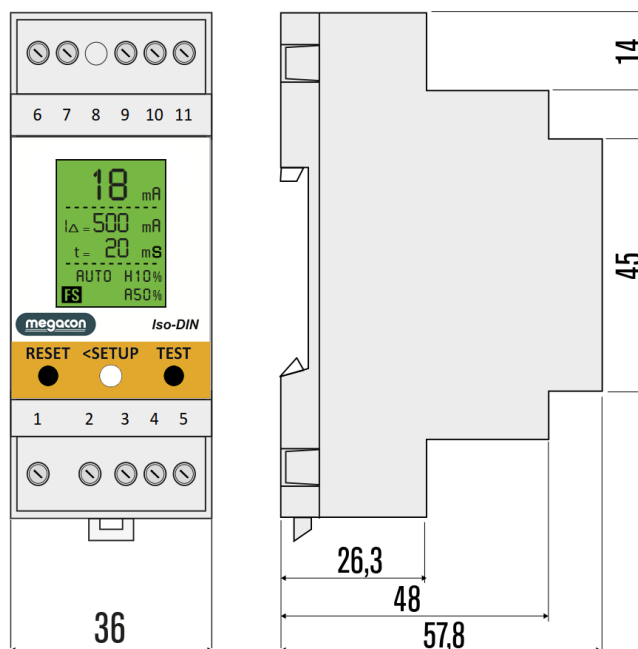 6 7 8 9 10 11
18 mA
I∆ = 500 mA
t = 20 mS
AUTO H10%
FS A50%
megacon Iso-DIN
RESET <SETUP TEST
1 2 3 4 5
36
14
45
26,3
48
57,8